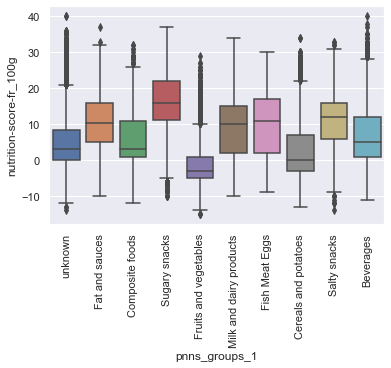 nutrition-score-fr_100g
40
30
20
10
0
−10
unknown
Fat and sauces
Composite foods
Sugary snacks
Fruits and vegetables
Milk and dairy products
Fish Meat Eggs
Cereals and potatoes
Salty snacks
Beverages
pnns_groups_1